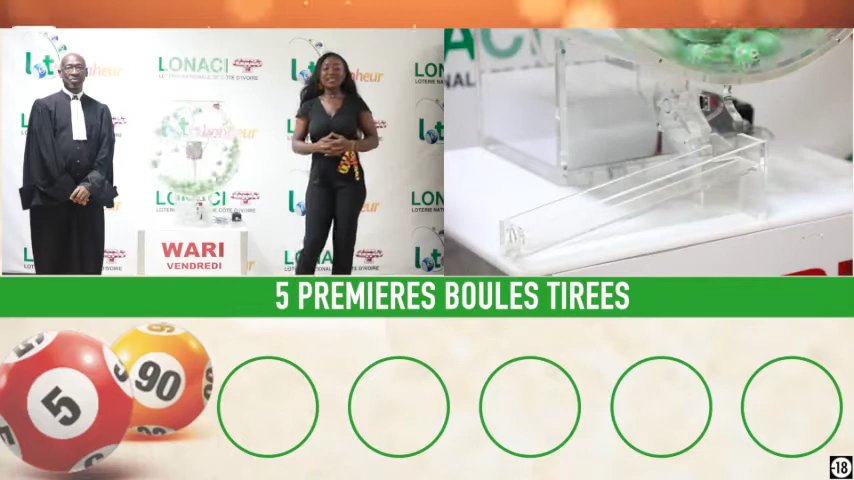 LONACI
LOTERIE NATIONALE DE CÔTE D'IVOIRE
WARI
VENDREDI
5 PREMIERES BOULES TIREES
5
90
-18